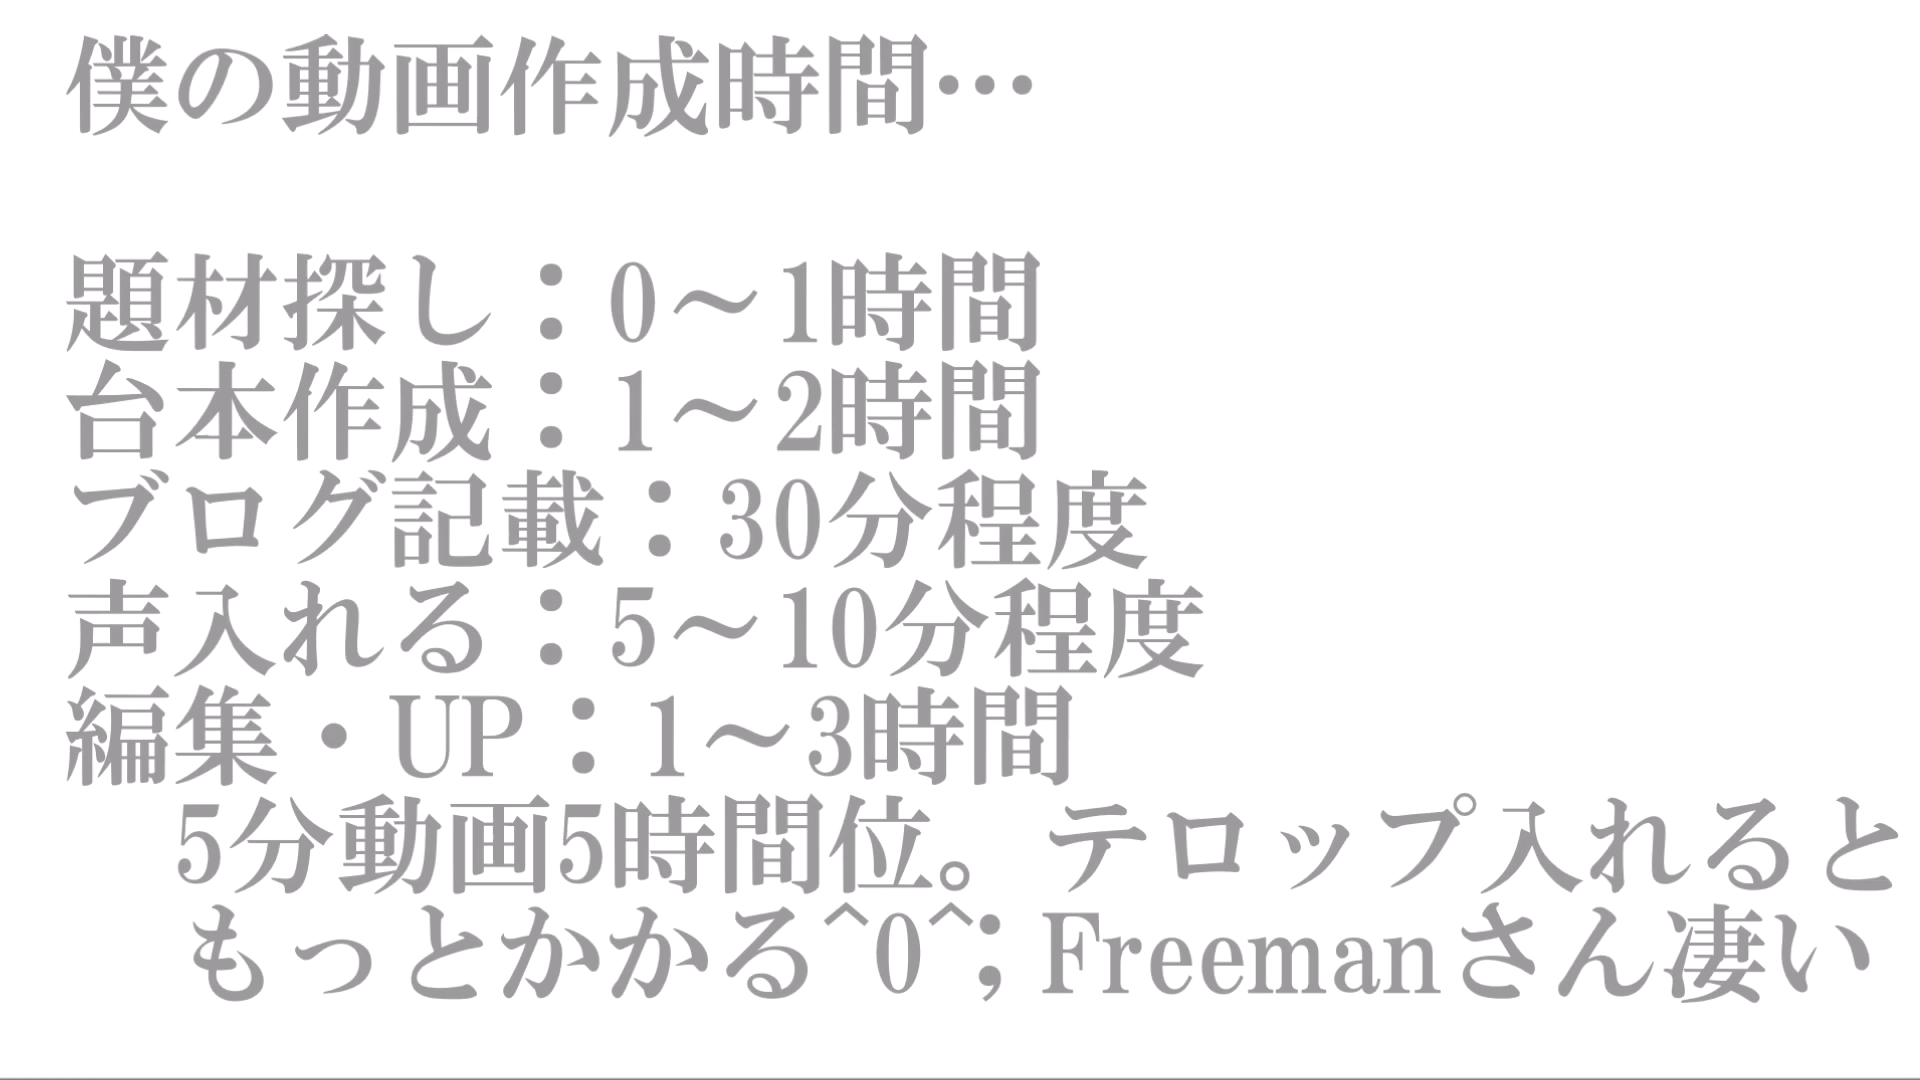 僕の動画作成時間…
題材探し：0～1時間
台本作成：1～2時間
ブログ記載：30分程度
声入れる：5～10分程度
編集・UP：1～3時間
5分動画5時間位。テロップ入れると
もっとかかる^0^；Freemanさん凄い